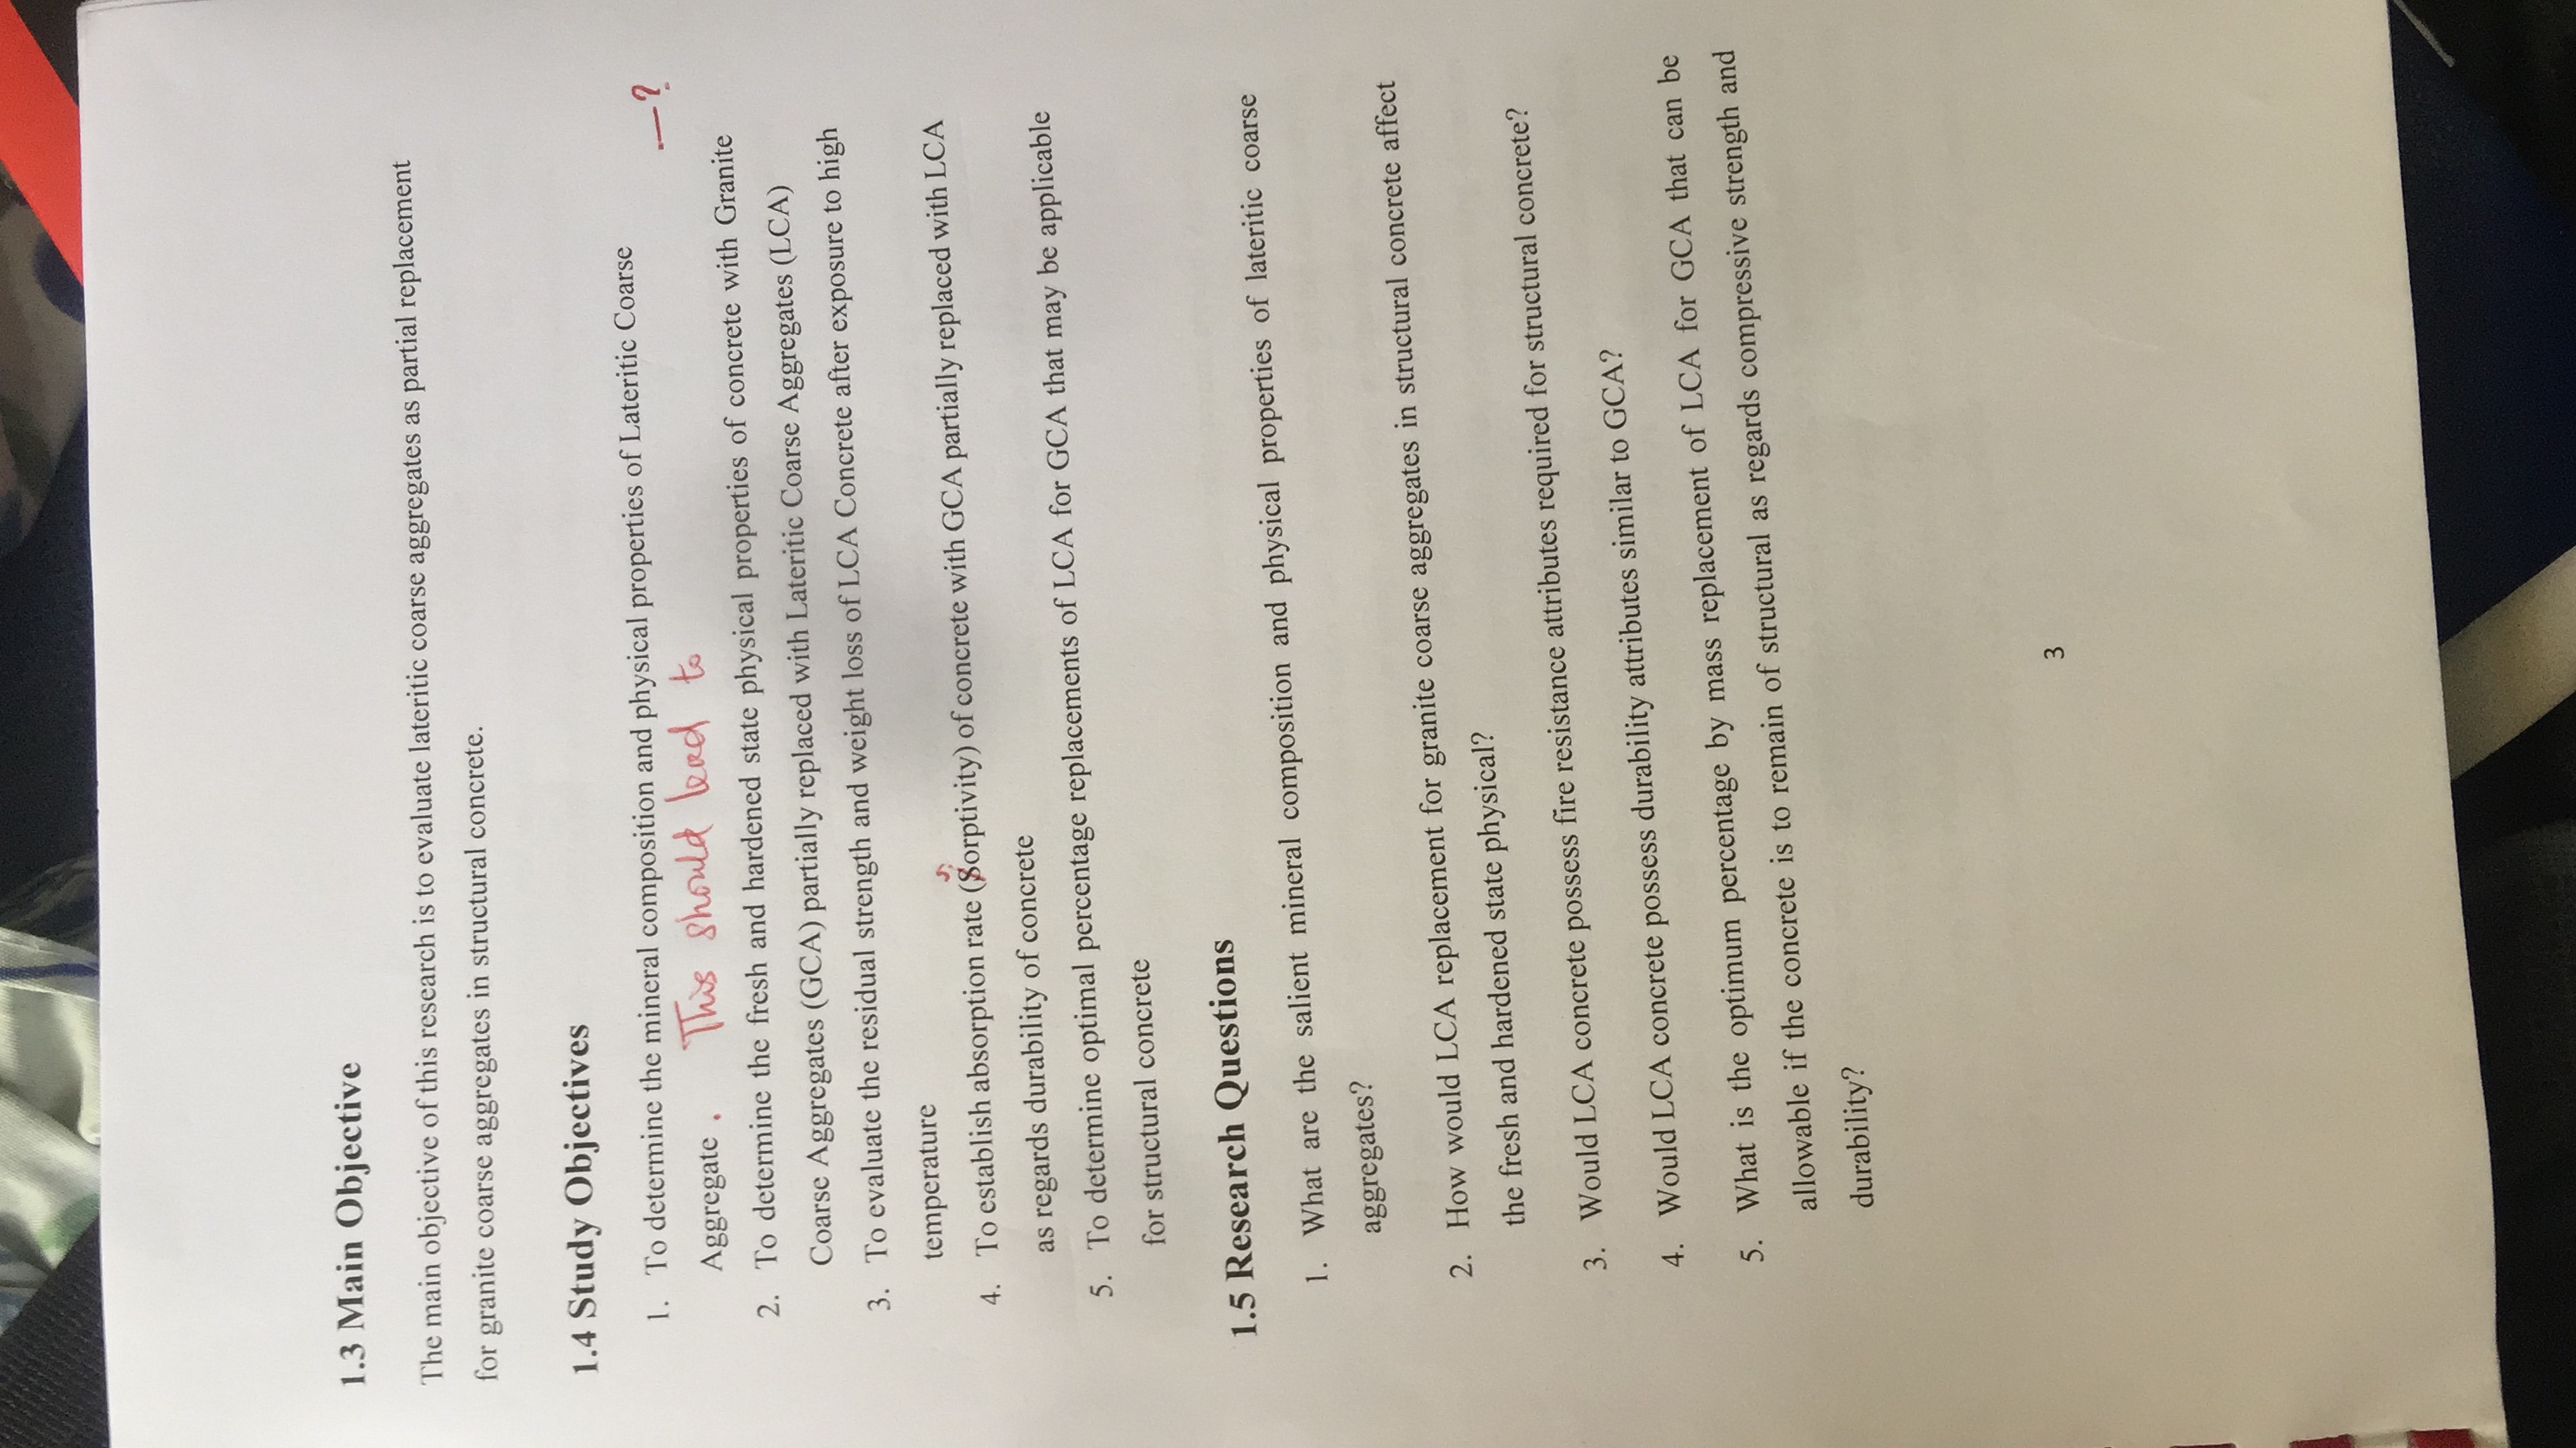 1.3 Main Objective
The main objective of this research is to evaluate lateritic coarse aggregates as partial replacement
for granite coarse aggregates in structural concrete.
1.4 Study Objectives
1. To determine the mineral composition and physical properties of Lateritic Coarse
—?
Aggregate . This should lead to
2. To determine the fresh and hardened state physical properties of concrete with Granite
Coarse Aggregates (GCA) partially replaced with Lateritic Coarse Aggregates (LCA)
3. To evaluate the residual strength and weight loss of LCA Concrete after exposure to high
temperature
s
4. To establish absorption rate (Sorptivity) of concrete with GCA partially replaced with LCA
as regards durability of concrete
5. To determine optimal percentage replacements of LCA for GCA that may be applicable
for structural concrete
1.5 Research Questions
1. What are the salient mineral composition and physical properties of lateritic coarse
aggregates?
2. How would LCA replacement for granite coarse aggregates in structural concrete affect
the fresh and hardened state physical?
3. Would LCA concrete possess fire resistance attributes required for structural concrete?
4. Would LCA concrete possess durability attributes similar to GCA?
5. What is the optimum percentage by mass replacement of LCA for GCA that can be
allowable if the concrete is to remain of structural as regards compressive strength and
durability?
3